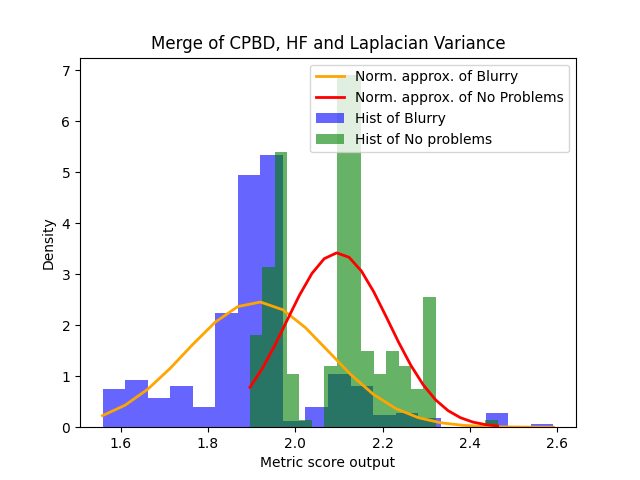 Merge of CPBD, HF and Laplacian Variance
Norm. approx. of Blurry
Norm. approx. of No Problems
Hist of Blurry
Hist of No problems
Density
7
6
5
4
3
2
1
0
1.6 1.8 2.0 2.2 2.4 2.6
Metric score output